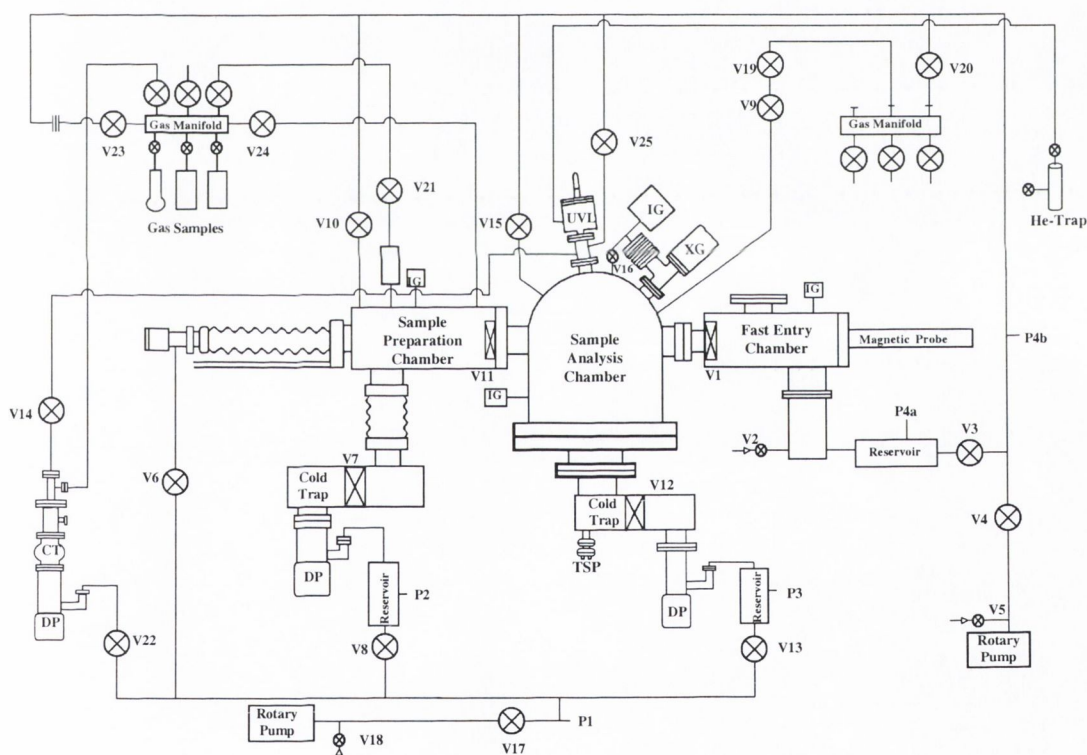 V19
V20
V9
Gas Manifold
V23
V24
Gas Manifold
V25
V21
Gas Samples
UVL
IG
V10
V15
He-Trap
XG
V16
IG
IG
Sample
Preparation
Chamber
Sample
Analysis
Chamber
Fast Entry
Chamber
Magnetic Probe
P4b
V11
V1
IG
V14
P4a
V2
V3
Reservoir
V6
V7
Cold
Trap
V12
Cold
Trap
V4
CT
TSP
DP
P2
Reservoir
P3
Reservoir
DP
DP
V5
V22
V8
V13
Rotary
Pump
Rotary
Pump
P1
V18
V17